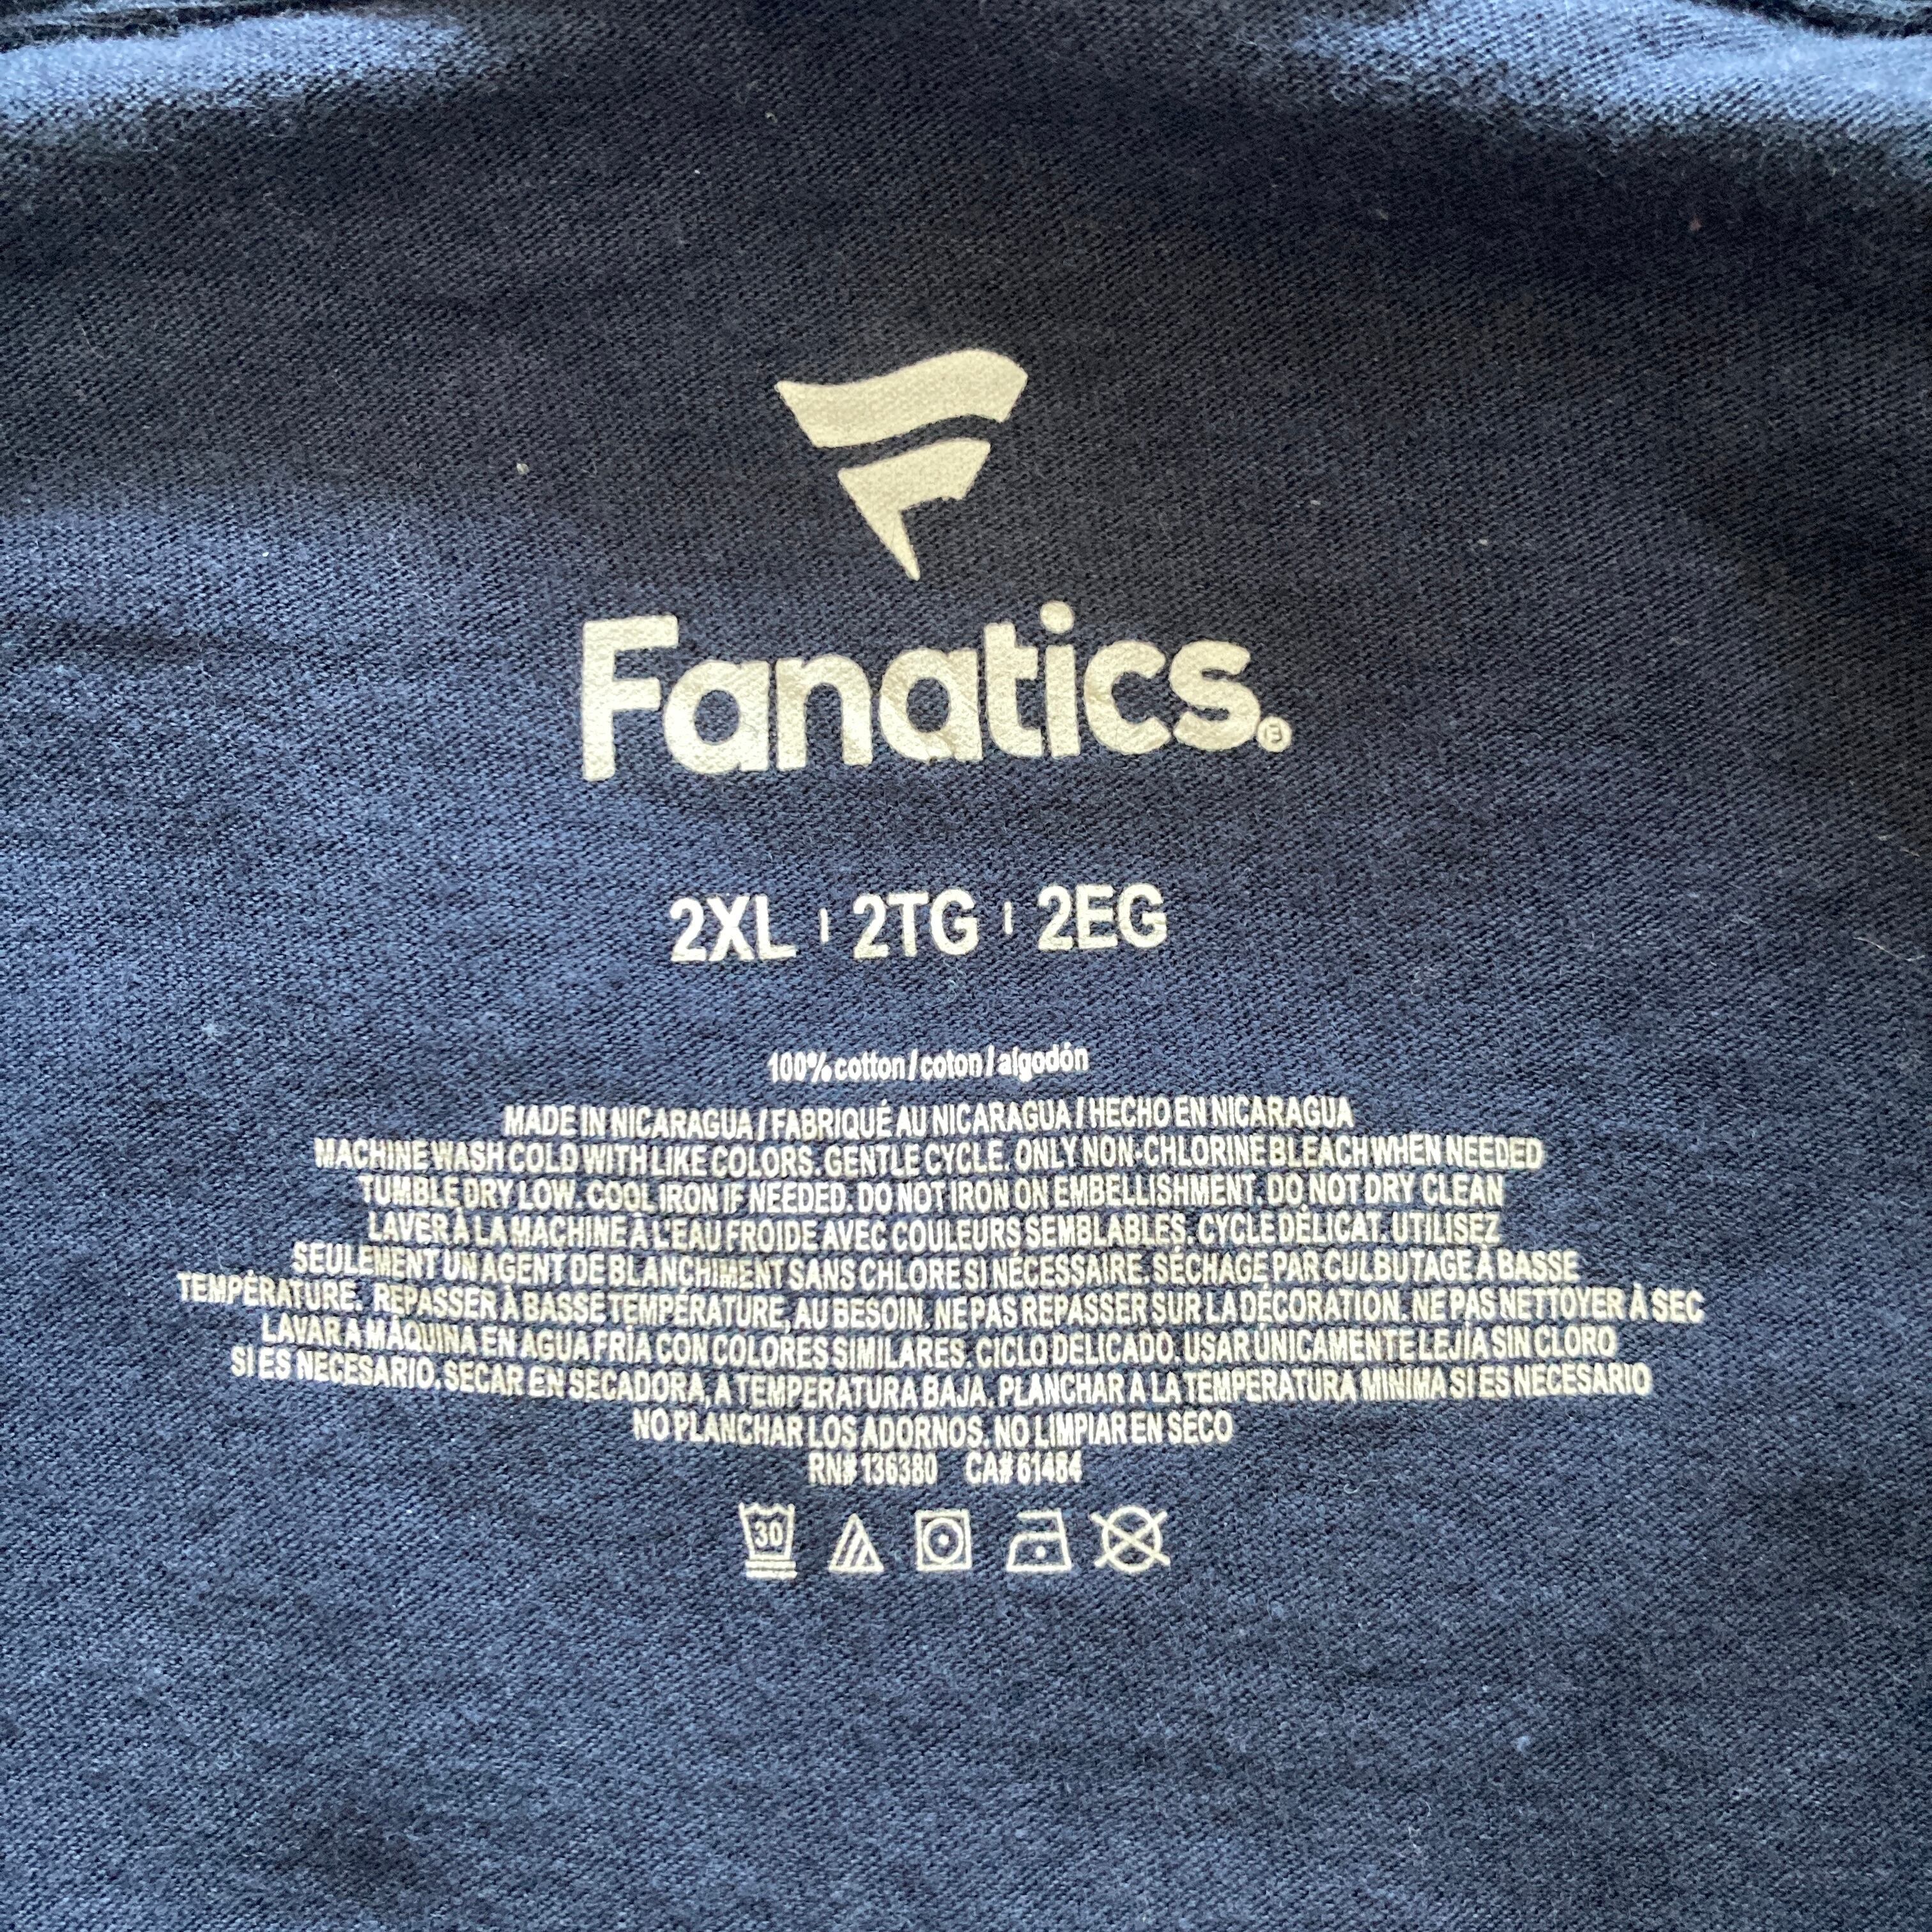 Fanatics®
2XL | 2TG | 2EG
100% cotton / coton / algodón
MADE IN NICARAGUA / FABRIQUÉ AU NICARAGUA / HECHO EN NICARAGUA
MACHINE WASH COLD WITH LIKE COLORS. GENTLE CYCLE. ONLY NON-CHLORINE BLEACH WHEN NEEDED
TUMBLE DRY LOW. COOL IRON IF NEEDED. DO NOT IRON ON EMBELLISHMENT. DO NOT DRY CLEAN
LAVER À LA MACHINE À L'EAU FROIDE AVEC COULEURS SEMBLABLES. CYCLE DÉLICAT. UTILISEZ
SEULEMENT UN AGENT DE BLANCHIMENT SANS CHLORE SI NÉCESSAIRE. SÉCHAGE PAR CULBUTAGE À BASSE
TEMPÉRATURE. REPASSER À BASSE TEMPÉRATURE, AU BESOIN. NE PAS REPASSER SUR LA DÉCORATION. NE PAS NETTOYER À SEC
LAVAR A MÁQUINA EN AGUA FRÍA CON COLORES SIMILARES. CICLO DELICADO. USAR ÚNICAMENTE LEJÍA SIN CLORO
SI ES NECESARIO. SECAR EN SECADORA, A TEMPERATURA BAJA. PLANCHAR A LA TEMPERATURA MINIMA SI ES NECESARIO
NO PLANCHAR LOS ADORNOS. NO LIMPIAR EN SECO
RN# 136380 CA# 61484
30